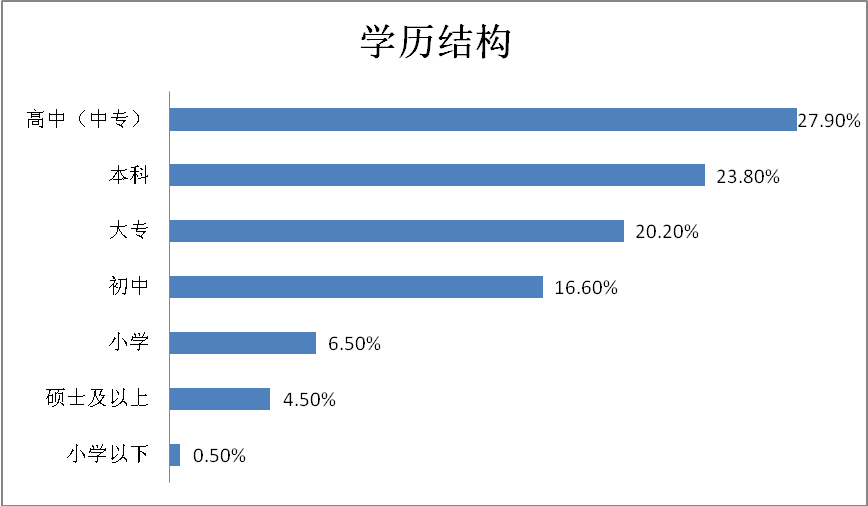 学历结构
高中（中专） 27.90%
本科 23.80%
大专 20.20%
初中 16.60%
小学 6.50%
硕士及以上 4.50%
小学以下 0.50%